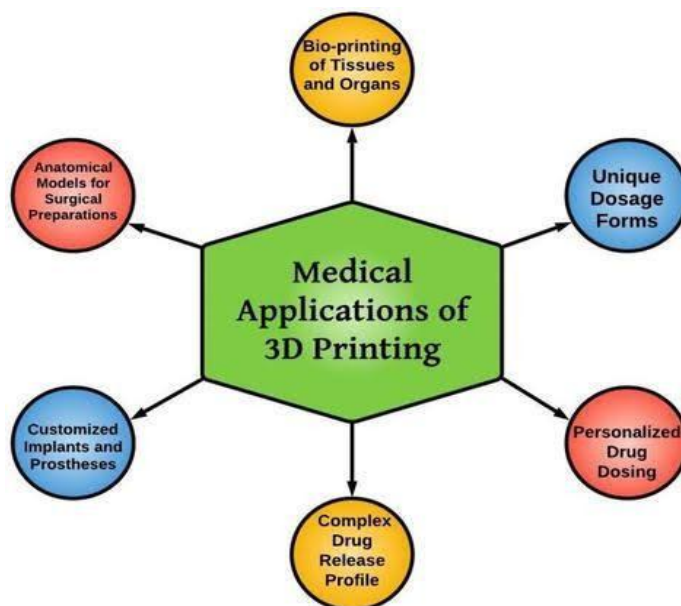 Bio-printing
of Tissues
and Organs
Anatomical
Models for
Surgical
Preparations
Unique
Dosage
Forms
Medical
Applications of
3D Printing
Customized
Implants and
Prostheses
Personalized
Drug
Dosing
Complex
Drug
Release
Profile